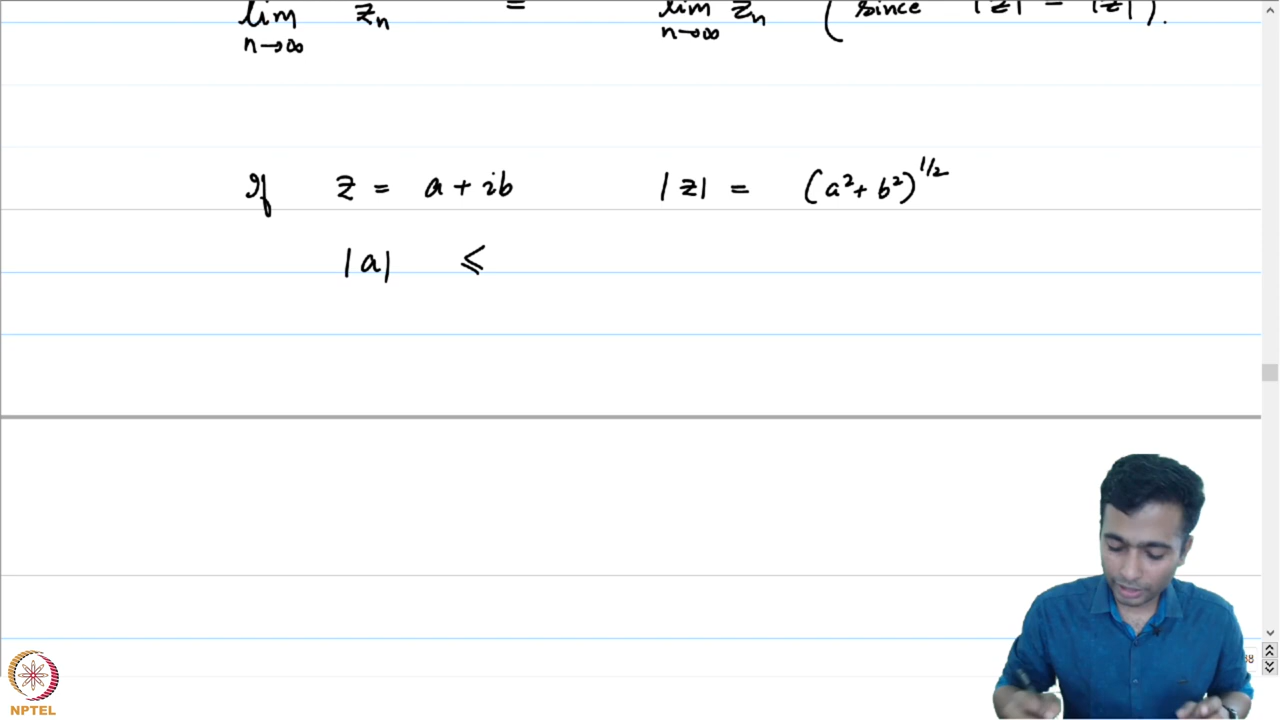 lim zₙ = lim zₙ (since |z̄| = |z|).
n→∞ n→∞
If z = a + ib |z| = (a² + b²)^1/2
|a| ≤
NPTEL